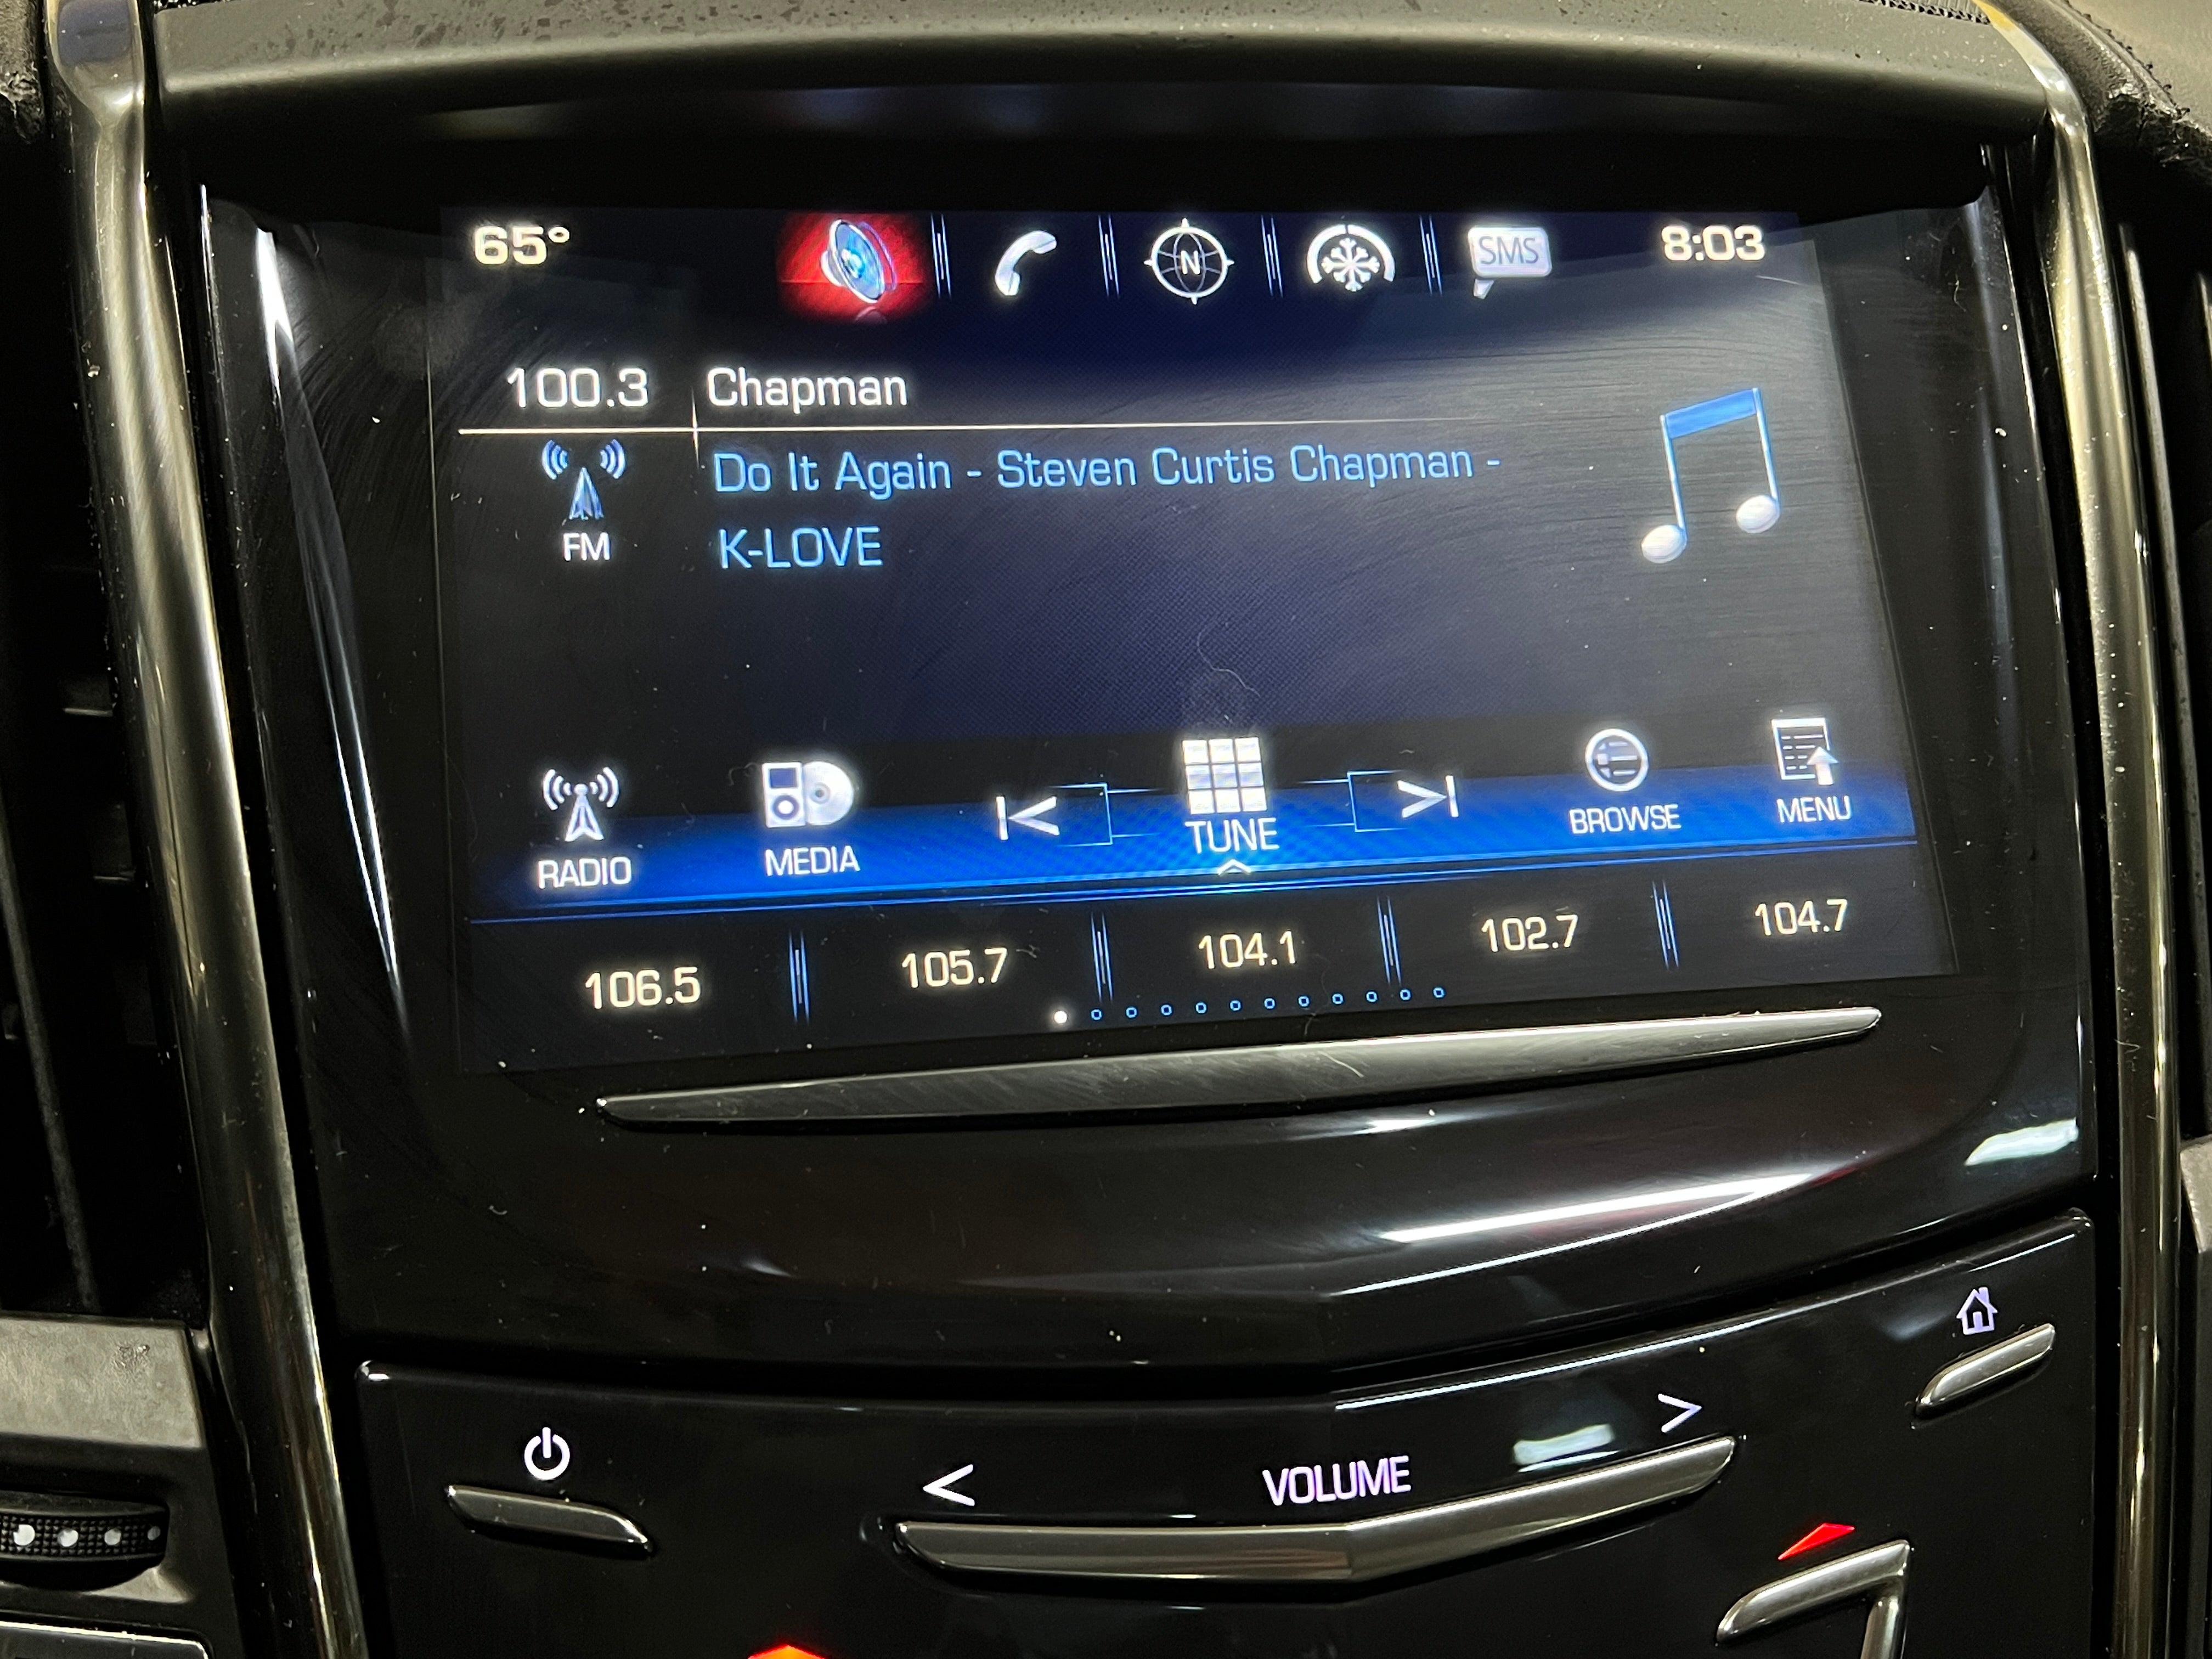 65° SMS 8:03
100.3 Chapman
Do It Again - Steven Curtis Chapman -
FM K-LOVE
RADIO MEDIA TUNE BROWSE MENU
106.5 105.7 104.1 102.7 104.7
< VOLUME >